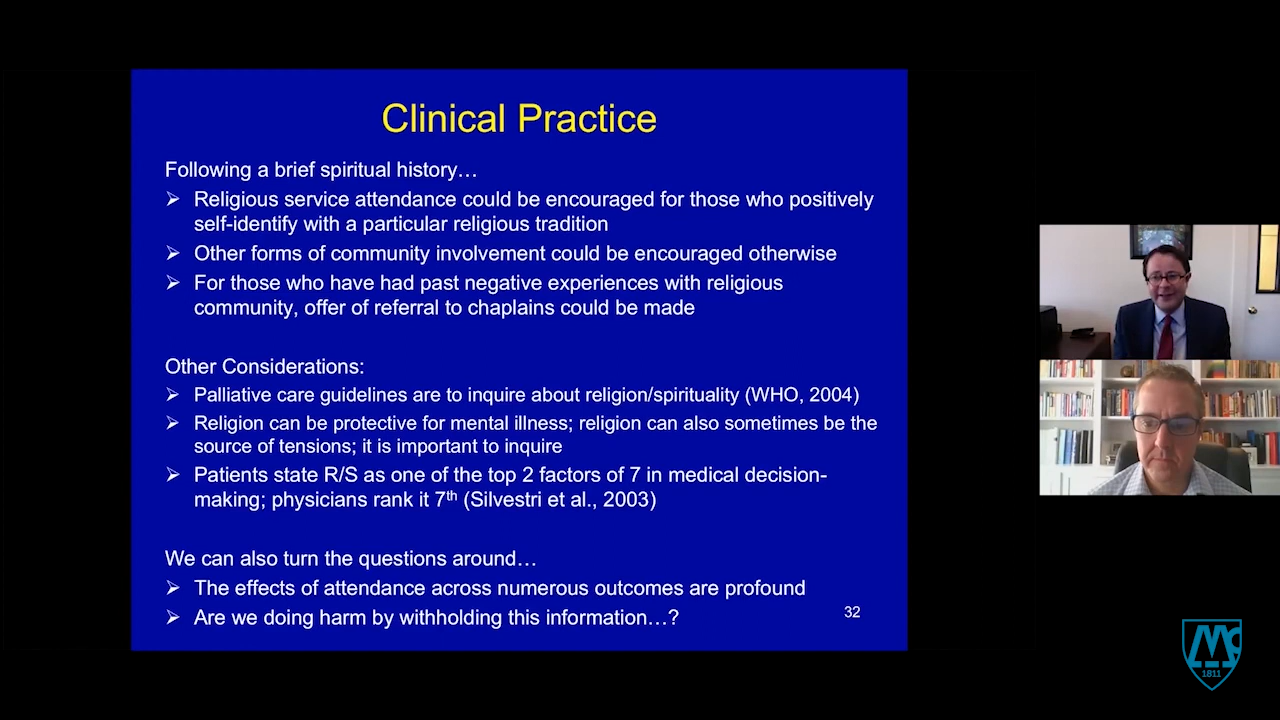 Clinical Practice
Following a brief spiritual history…
➢ Religious service attendance could be encouraged for those who positively
self-identify with a particular religious tradition
➢ Other forms of community involvement could be encouraged otherwise
➢ For those who have had past negative experiences with religious
community, offer of referral to chaplains could be made
Other Considerations:
➢ Palliative care guidelines are to inquire about religion/spirituality (WHO, 2004)
➢ Religion can be protective for mental illness; religion can also sometimes be the
source of tensions; it is important to inquire
➢ Patients state R/S as one of the top 2 factors of 7 in medical decision-
making; physicians rank it 7th (Silvestri et al., 2003)
We can also turn the questions around…
➢ The effects of attendance across numerous outcomes are profound
➢ Are we doing harm by withholding this information…?
32
Mc
1811